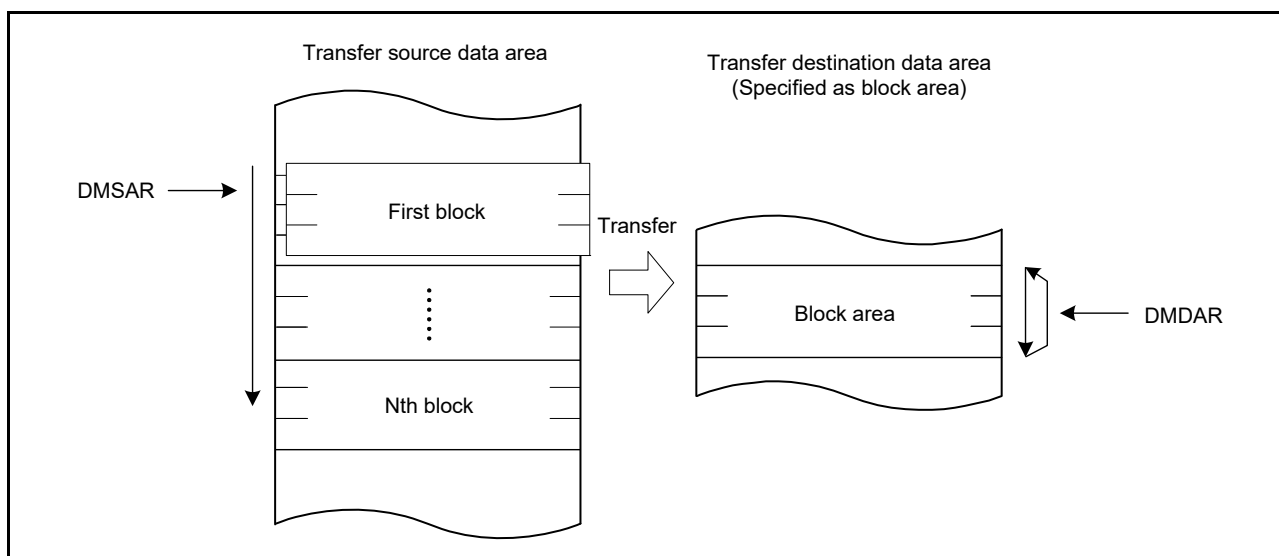 Transfer source data area
Transfer destination data area
(Specified as block area)
DMSAR
First block
Transfer
Block area
DMDAR
Nth block